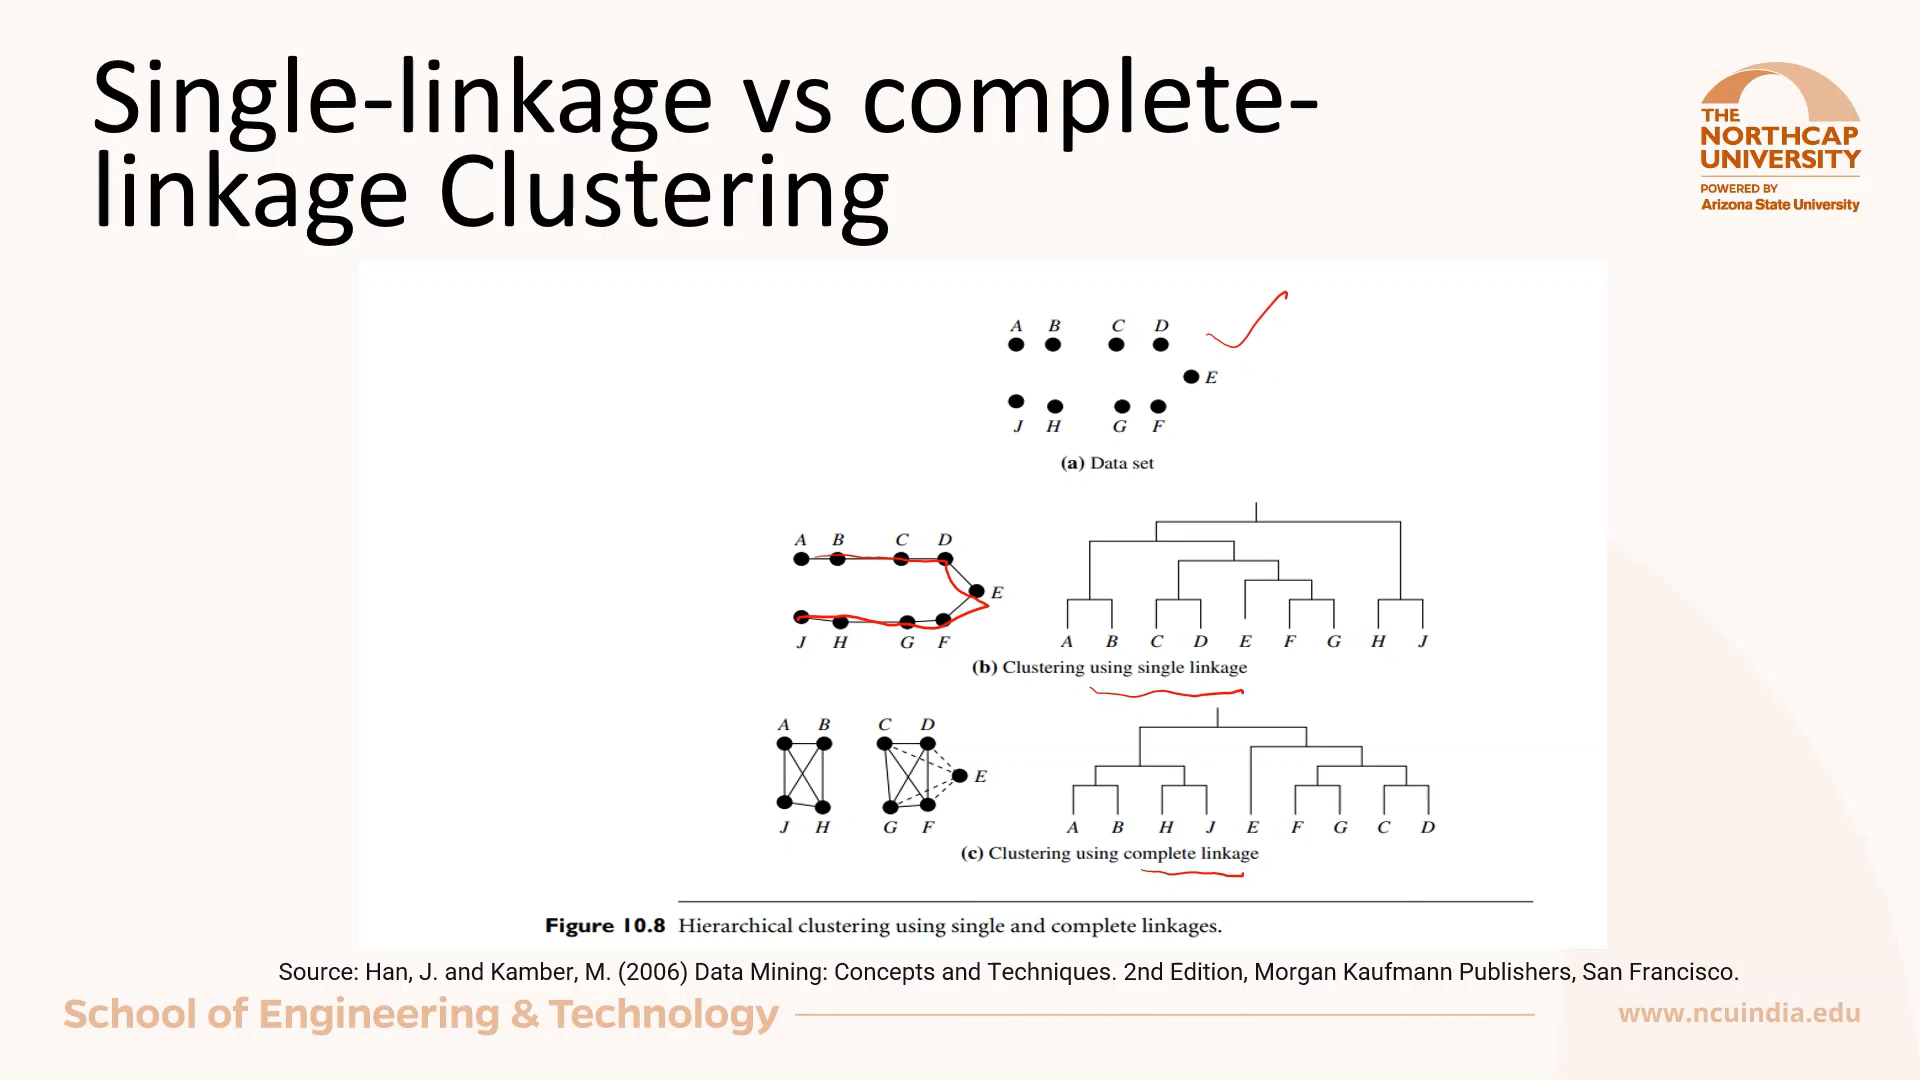 Single-linkage vs complete-
linkage Clustering
THE
NORTHCAP
UNIVERSITY
POWERED BY
Arizona State University
A B C D
E
J H G F
(a) Data set
A B C D
E
J H G F
A B C D E F G H J
(b) Clustering using single linkage
A B C D
E
J H G F
A B H J E F G C D
(c) Clustering using complete linkage
Figure 10.8 Hierarchical clustering using single and complete linkages.
Source: Han, J. and Kamber, M. (2006) Data Mining: Concepts and Techniques. 2nd Edition, Morgan Kaufmann Publishers, San Francisco.
School of Engineering & Technology
www.ncuindia.edu